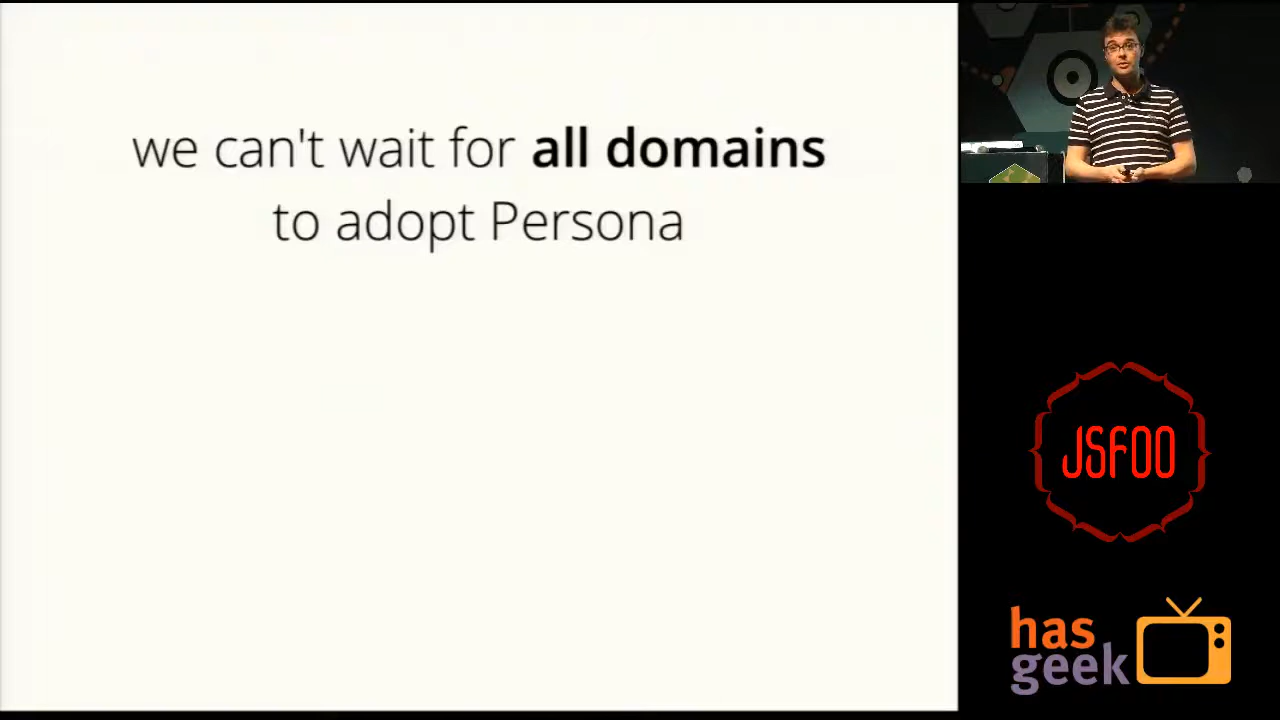 we can't wait for all domains
to adopt Persona
JSFOO
has
geek